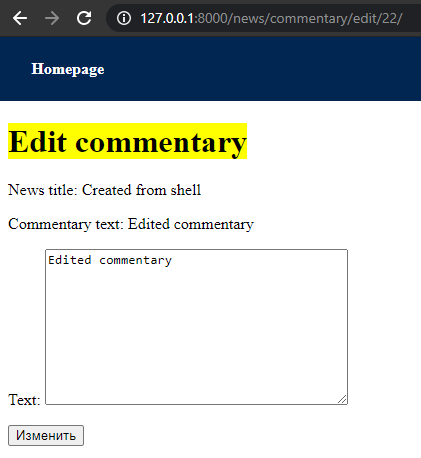 127.0.0.1:8000/news/commentary/edit/22/
Homepage
Edit commentary
News title: Created from shell
Commentary text: Edited commentary
Edited commentary
Text:
Изменить